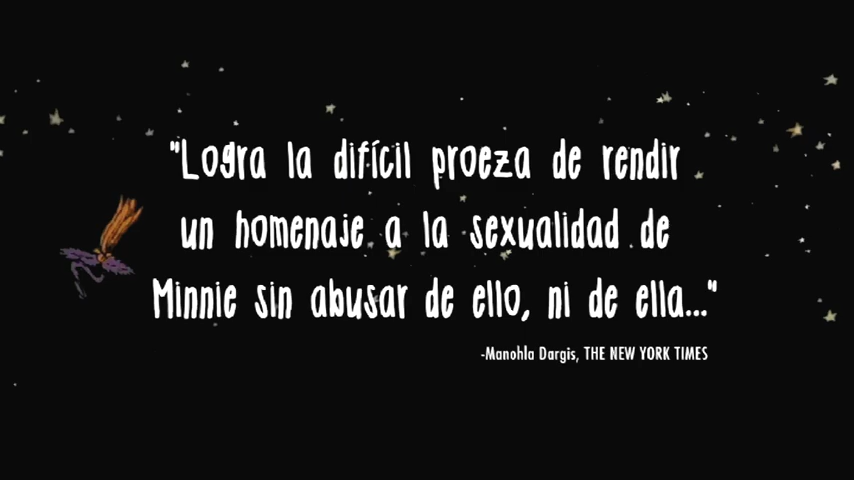 "Logra la difícil proeza de rendir
un homenaje a la sexualidad de
Minnie sin abusar de ello, ni de ella..."
-Manohla Dargis, THE NEW YORK TIMES